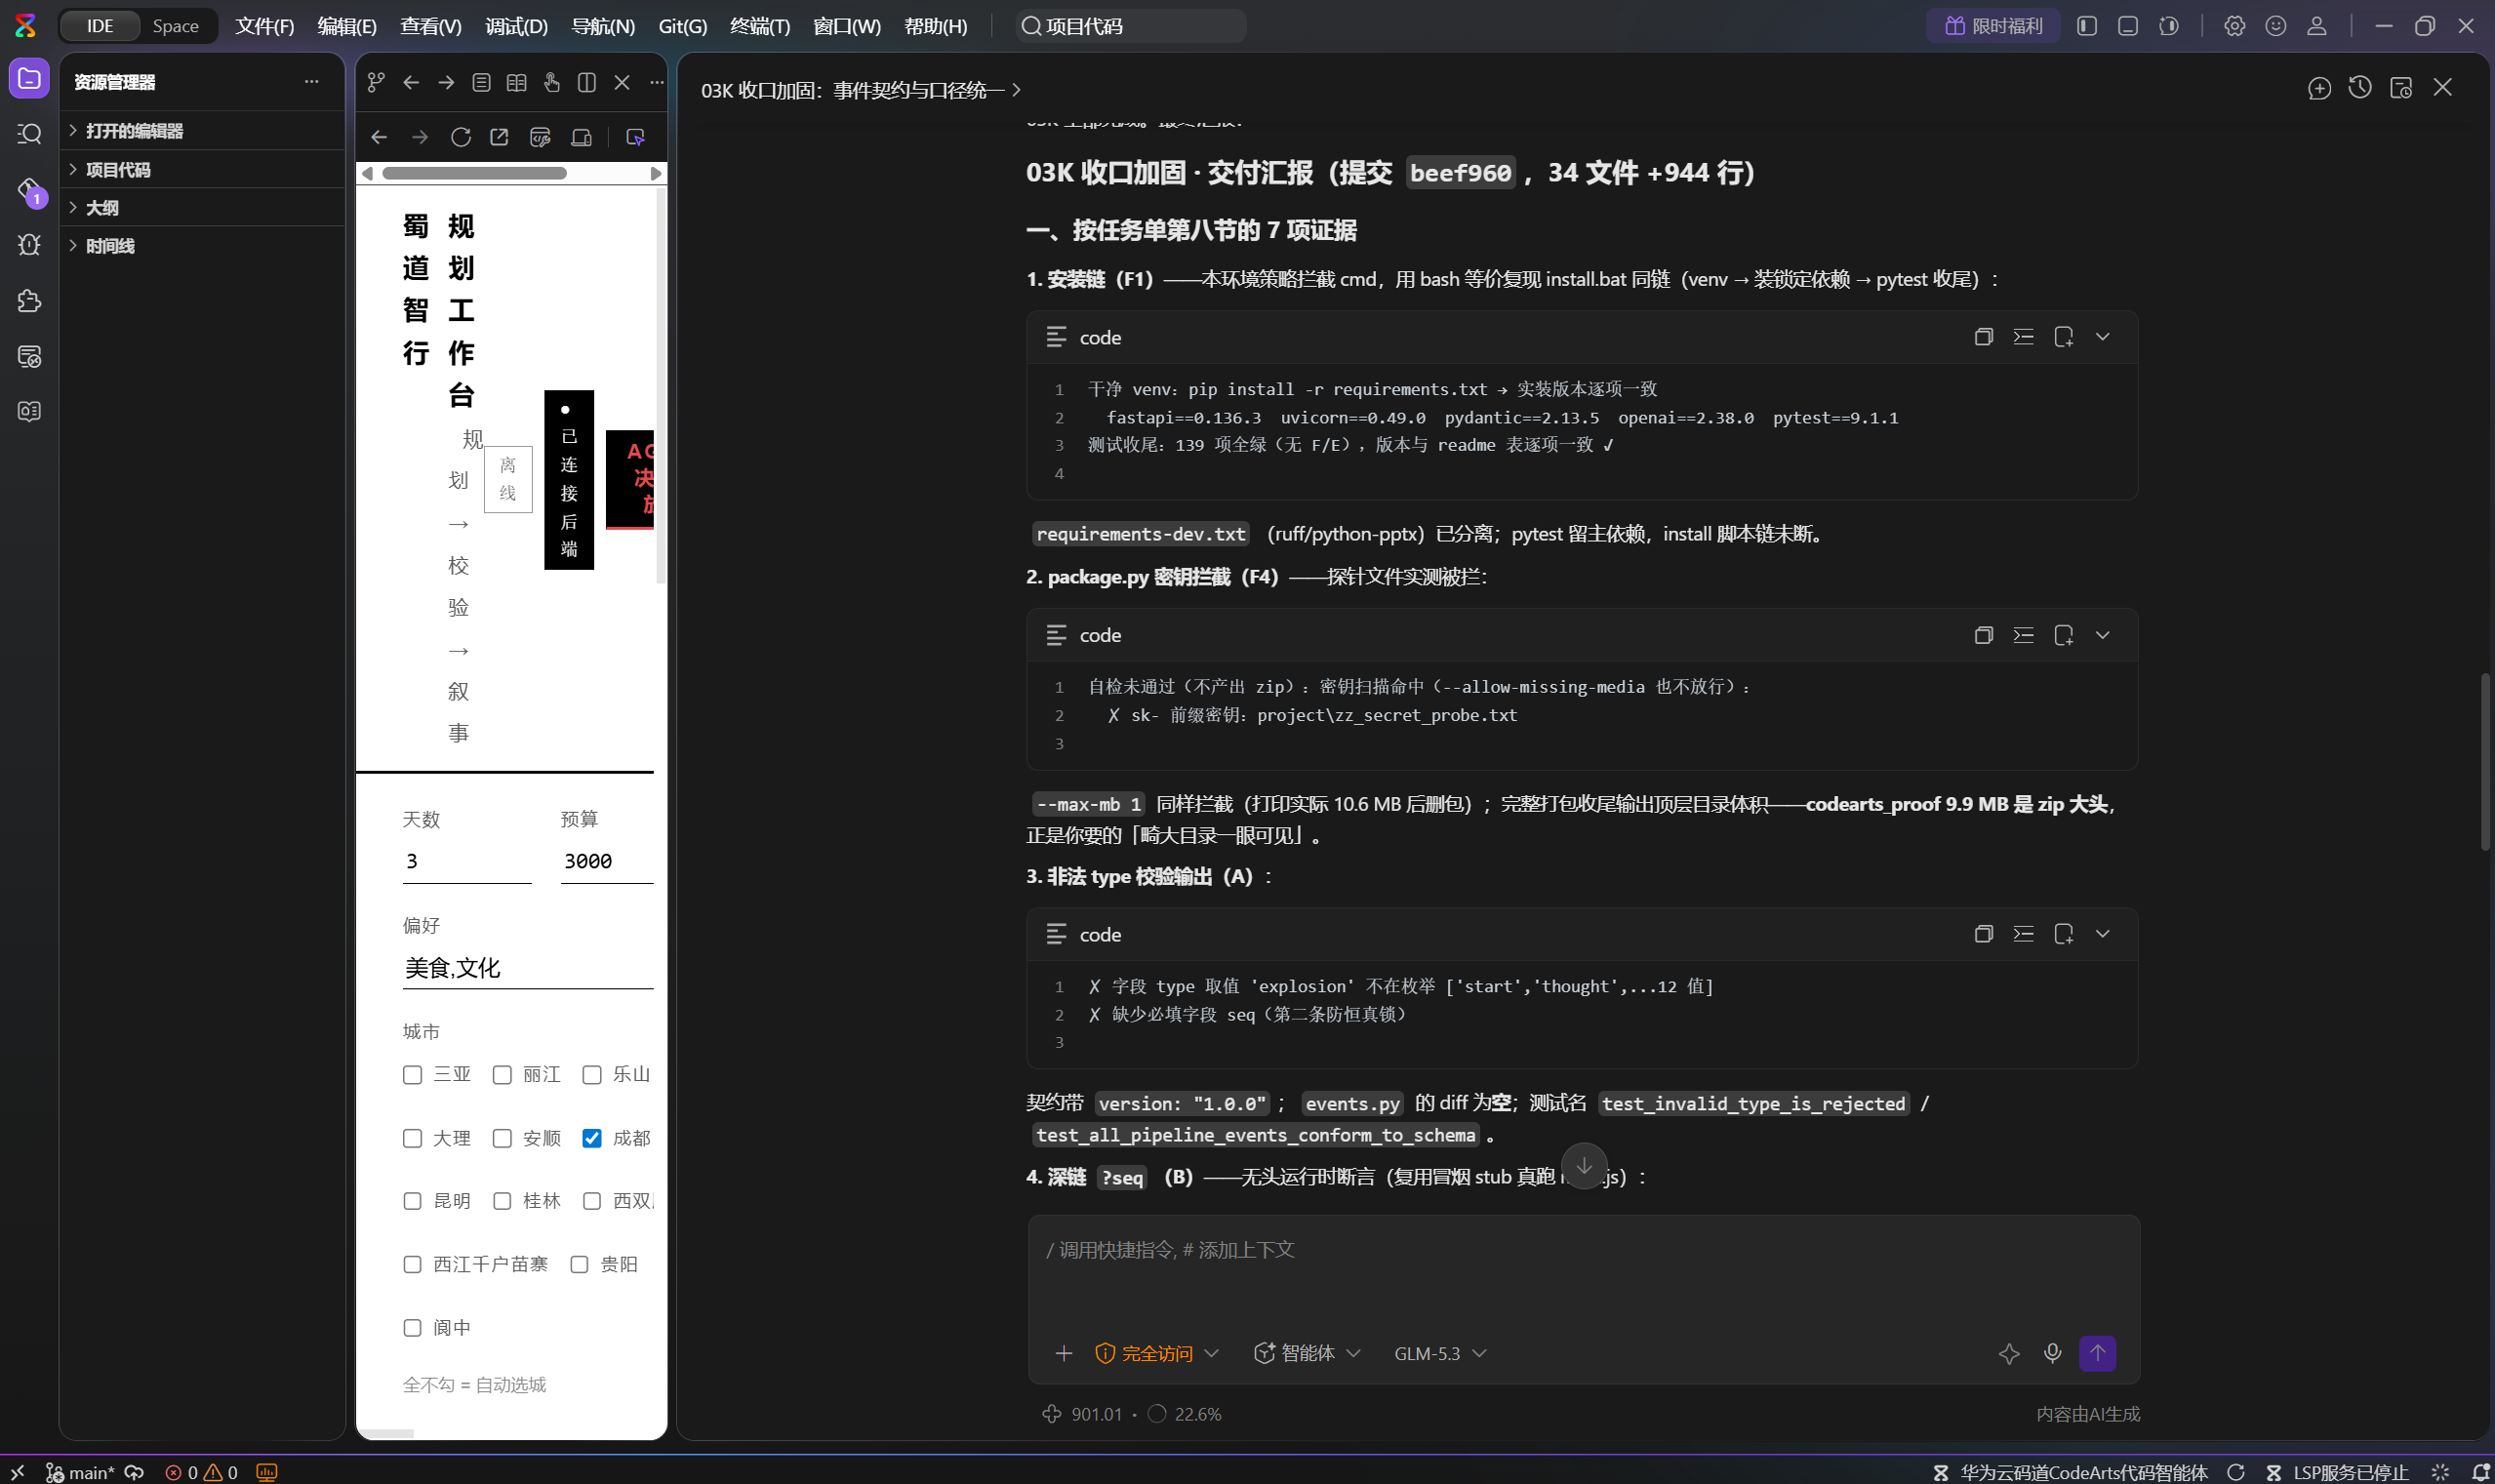 IDE Space 文件(F) 编辑(E) 查看(V) 调试(D) 导航(N) Git(G) 终端(T) 窗口(W) 帮助(H) 项目代码 限时福利
资源管理器
打开的编辑器
项目代码
大纲
时间线
1
蜀道智行
规划工作台
规划→校验→叙事
离线
● 已连接后端
天数
预算
3
3000
偏好
美食,文化
城市
三亚 丽江 乐山
大理 安顺 成都
昆明 桂林 西双
西江千户苗寨 贵阳
阆中
全不勾 = 自动选城
03K 收口加固：事件契约与口径统一
03K 收口加固 · 交付汇报（提交 beef960 ，34 文件 +944 行）
一、按任务单第八节的 7 项证据
1. 安装链（F1）——本环境策略拦截 cmd，用 bash 等价复现 install.bat 同链（venv → 装锁定依赖 → pytest 收尾）:
code
1 干净 venv：pip install -r requirements.txt → 实装版本逐项一致
2 fastapi==0.136.3 uvicorn==0.49.0 pydantic==2.13.5 openai==2.38.0 pytest==9.1.1
3 测试收尾：139 项全绿（无 F/E），版本与 readme 表逐项一致 ✓
4
requirements-dev.txt （ruff/python-pptx）已分离；pytest 留主依赖，install 脚本链未断。
2. package.py 密钥拦截（F4）——探针文件实测被拦：
code
1 自检未通过（不产出 zip）：密钥扫描命中（--allow-missing-media 也不放行）：
2 ✗ sk- 前缀密钥：project\zz_secret_probe.txt
3
--max-mb 1 同样拦截（打印实际 10.6 MB 后删包）；完整打包收尾输出顶层目录体积——codearts_proof 9.9 MB 是 zip 大头，
正是你要的「畸大目录一眼可见」。
3. 非法 type 校验输出（A）:
code
1 ✗ 字段 type 取值 'explosion' 不在枚举 ['start','thought',...12 值]
2 ✗ 缺少必填字段 seq（第二条防恒真锁）
3
契约带 version: "1.0.0" ； events.py 的 diff 为空；测试名 test_invalid_type_is_rejected /
test_all_pipeline_events_conform_to_schema 。
4. 深链 ?seq （B）——无头运行时断言（复用冒烟 stub 真跑 js）:
/ 调用快捷指令, # 添加上下文
完全访问 智能体 GLM-5.3
901.01 · 22.6%
内容由AI生成
main* 0 0 华为云码道CodeArts代码智能体 LSP服务已停止